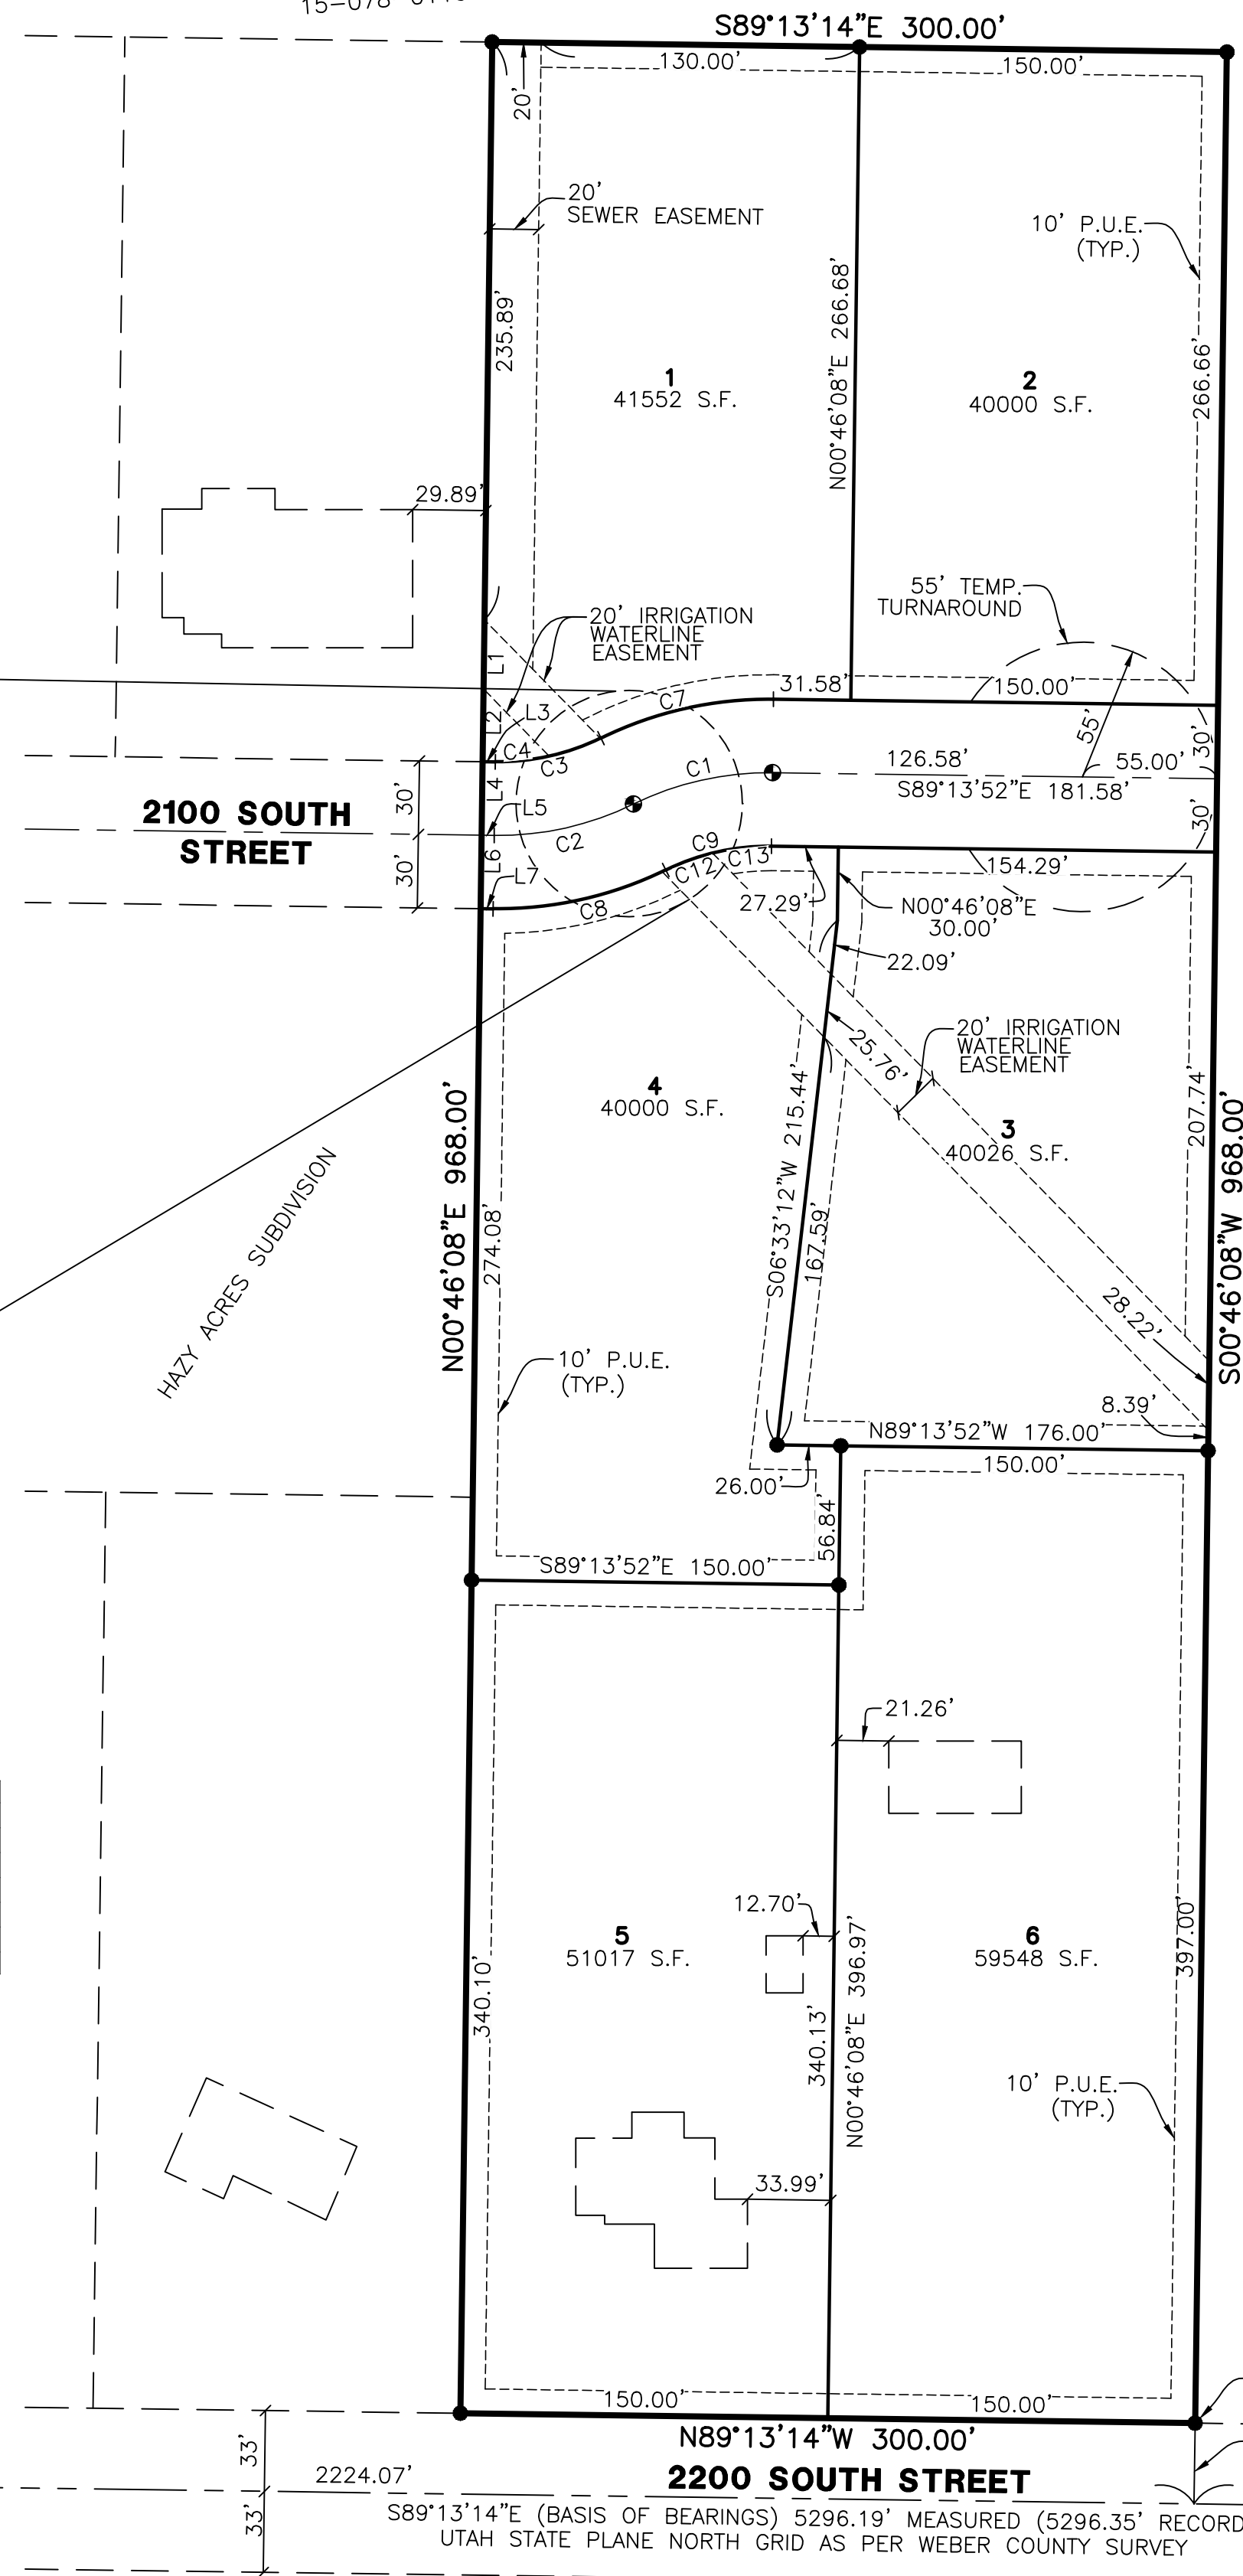 S89°13'14"E 300.00'
130.00'
150.00'
20'
20'
SEWER EASEMENT
10' P.U.E.
(TYP.)
235.89'
N00°46'08"E 266.68'
266.66'
1
41552 S.F.
2
40000 S.F.
29.89'
55' TEMP.
TURNAROUND
20' IRRIGATION
WATERLINE
EASEMENT
L1
L2
L3
C7
31.58'
150.00'
C4
C3
55'
30'
C1
126.58'
55.00'
S89°13'52"E 181.58'
30'
L4
L5
2100 SOUTH
STREET
30'
30'
C2
L6
L7
C8
C9
C12
C13
154.29'
27.29'
N00°46'08"E
30.00'
22.09'
25.76'
20' IRRIGATION
WATERLINE
EASEMENT
4
40000 S.F.
3
40026 S.F.
207.74'
N00°46'08"E 968.00'
S00°46'08"W 968.00'
274.08'
HAZY ACRES SUBDIVISION
S06°33'12"W 215.44'
167.59'
28.22'
10' P.U.E.
(TYP.)
8.39'
N89°13'52"W 176.00'
150.00'
26.00'
56.84'
S89°13'52"E 150.00'
21.26'
12.70'
5
51017 S.F.
6
59548 S.F.
340.10'
340.13'
N00°46'08"E 396.97'
397.00'
10' P.U.E.
(TYP.)
33.99'
150.00'
150.00'
N89°13'14"W 300.00'
33'
33'
2224.07'
2200 SOUTH STREET
S89°13'14"E (BASIS OF BEARINGS) 5296.19' MEASURED (5296.35' RECORD
UTAH STATE PLANE NORTH GRID AS PER WEBER COUNTY SURVEY